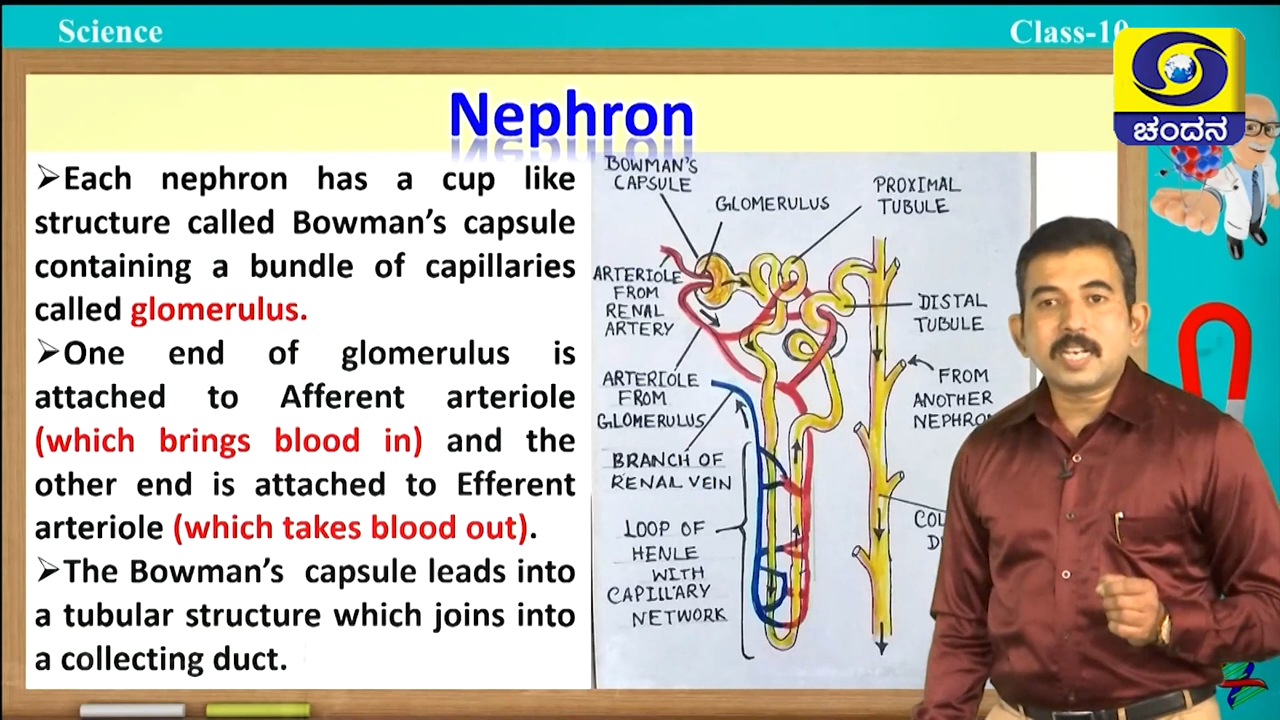 Science
Class-10
ಚಂದನ
Nephron
➢Each nephron has a cup like
structure called Bowman's capsule
containing a bundle of capillaries
called glomerulus.
➢One end of glomerulus is
attached to Afferent arteriole
(which brings blood in) and the
other end is attached to Efferent
arteriole (which takes blood out).
➢The Bowman's capsule leads into
a tubular structure which joins into
a collecting duct.
BOWMAN'S
CAPSULE
GLOMERULUS
PROXIMAL
TUBULE
ARTERIOLE
FROM
RENAL
ARTERY
DISTAL
TUBULE
ARTERIOLE
FROM
GLOMERULUS
FROM
ANOTHER
NEPHRON
BRANCH OF
RENAL VEIN
LOOP OF
HENLE
WITH
CAPILLARY
NETWORK